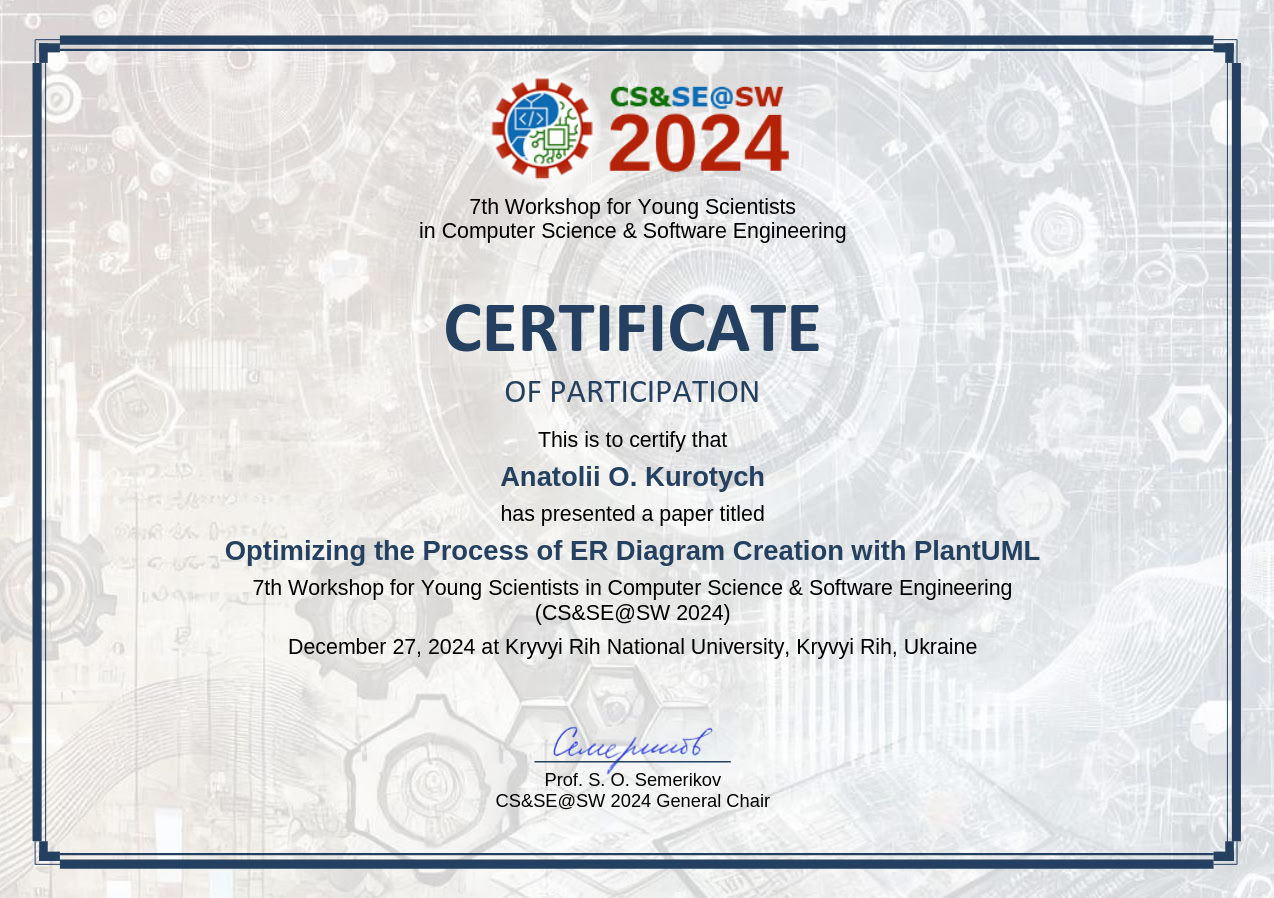 CS&SE@SW
2024
7th Workshop for Young Scientists
in Computer Science & Software Engineering
CERTIFICATE
OF PARTICIPATION
This is to certify that
Anatolii O. Kurotych
has presented a paper titled
Optimizing the Process of ER Diagram Creation with PlantUML
7th Workshop for Young Scientists in Computer Science & Software Engineering
(CS&SE@SW 2024)
December 27, 2024 at Kryvyi Rih National University, Kryvyi Rih, Ukraine
Семеріков
Prof. S. O. Semerikov
CS&SE@SW 2024 General Chair